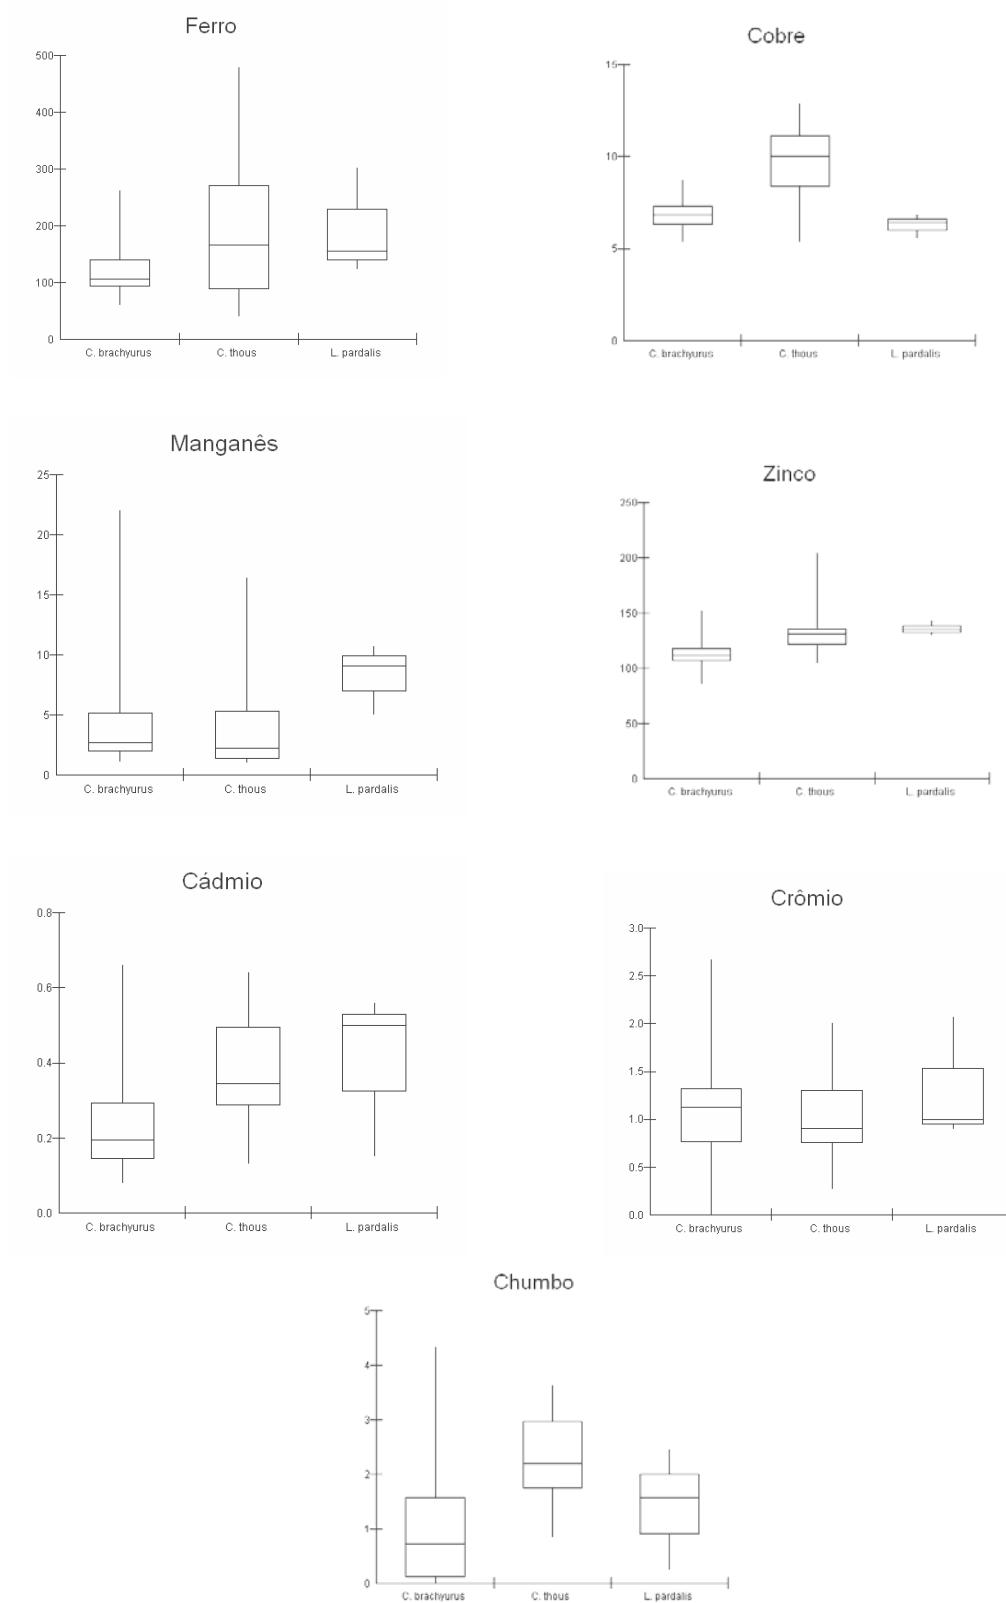 Ferro
500
400
300
200
100
0
C. brachyurus C. thous L. pardalis
Cobre
15
10
5
0
C. brachyurus C. thous L. pardalis
Manganês
25
20
15
10
5
0
C. brachyurus C. thous L. pardalis
Zinco
250
200
150
100
50
0
C. brachyurus C. thous L. pardalis
Cádmio
0.8
0.6
0.4
0.2
0.0
C. brachyurus C. thous L. pardalis
Crômio
3.0
2.5
2.0
1.5
1.0
0.5
0.0
C. brachyurus C. thous L. pardalis
Chumbo
5
4
3
2
1
0
C. brachyurus C. thous L. pardalis